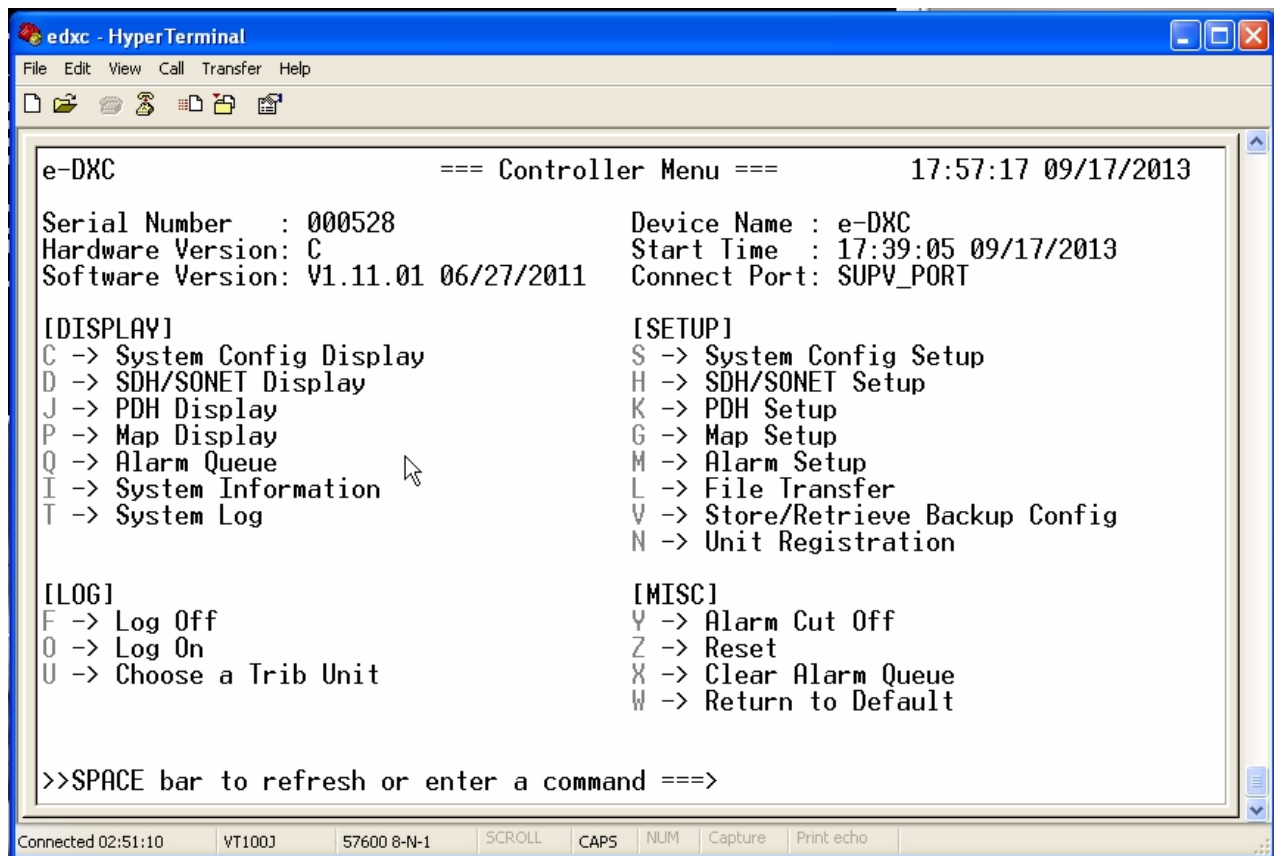 edxc - HyperTerminal
File Edit View Call Transfer Help
e-DXC === Controller Menu === 17:57:17 09/17/2013
Serial Number : 000528 Device Name : e-DXC
Hardware Version: C Start Time : 17:39:05 09/17/2013
Software Version: V1.11.01 06/27/2011 Connect Port: SUPV_PORT
[DISPLAY] [SETUP]
C -> System Config Display S -> System Config Setup
D -> SDH/SONET Display H -> SDH/SONET Setup
J -> PDH Display K -> PDH Setup
P -> Map Display G -> Map Setup
Q -> Alarm Queue M -> Alarm Setup
I -> System Information L -> File Transfer
T -> System Log V -> Store/Retrieve Backup Config
N -> Unit Registration
[LOG] [MISC]
F -> Log Off Y -> Alarm Cut Off
O -> Log On Z -> Reset
U -> Choose a Trib Unit X -> Clear Alarm Queue
W -> Return to Default
>>SPACE bar to refresh or enter a command ===>
Connected 02:51:10 VT100J 57600 8-N-1 SCROLL CAPS NUM Capture Print echo